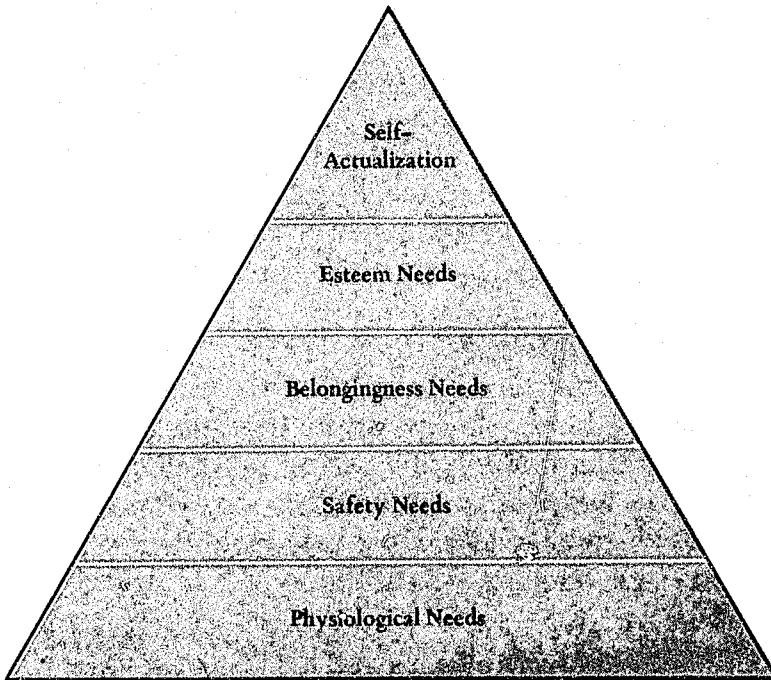 Self-
Actualization
Esteem Needs
Belongingness Needs
Safety Needs
Physiological Needs